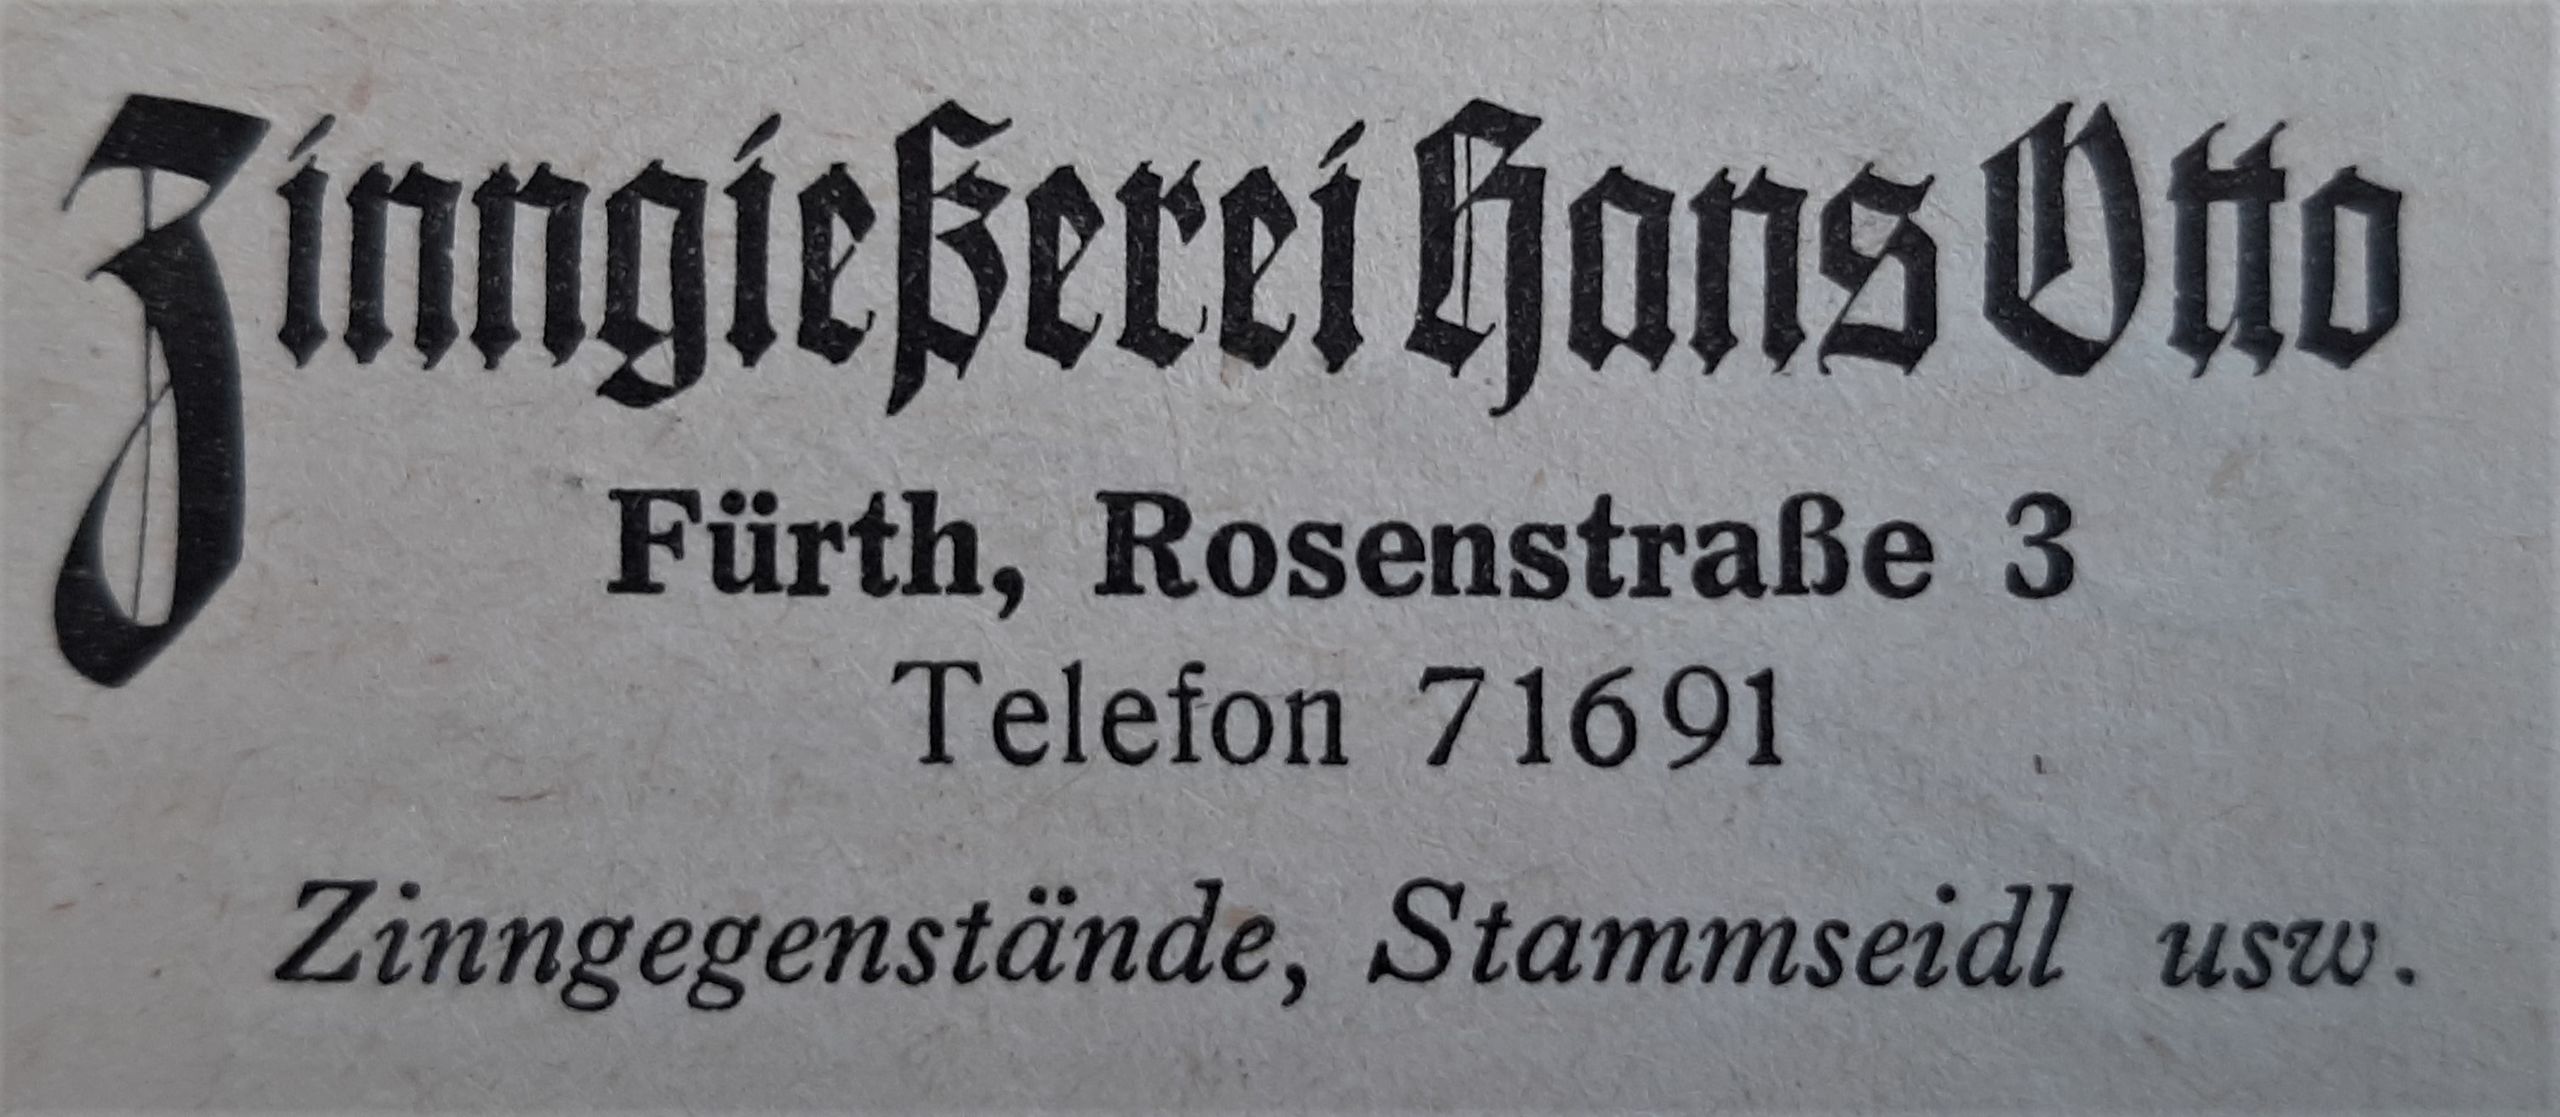 Zinngießerei Hans Otto
Fürth, Rosenstraße 3
Telefon 71691
Zinngegenstände, Stammseidl usw.